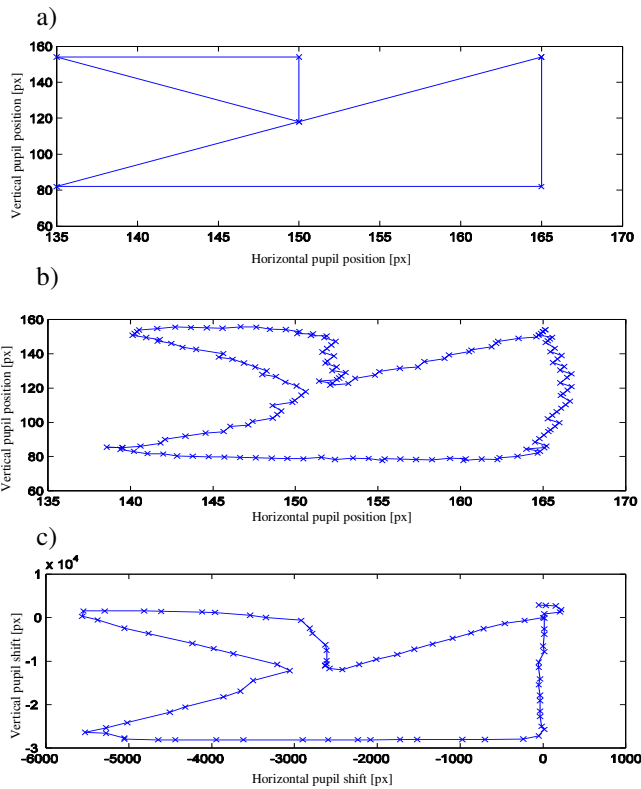 a)
160
140
120
100
80
60
Vertical pupil position [px]
135 140 145 150 155 160 165 170
Horizontal pupil position [px]
b)
160
140
120
100
80
60
Vertical pupil position [px]
135 140 145 150 155 160 165 170
Horizontal pupil position [px]
c)
x 10⁴
1
0
-1
-2
-3
Vertical pupil shift [px]
-6000 -5000 -4000 -3000 -2000 -1000 0 1000
Horizontal pupil shift [px]